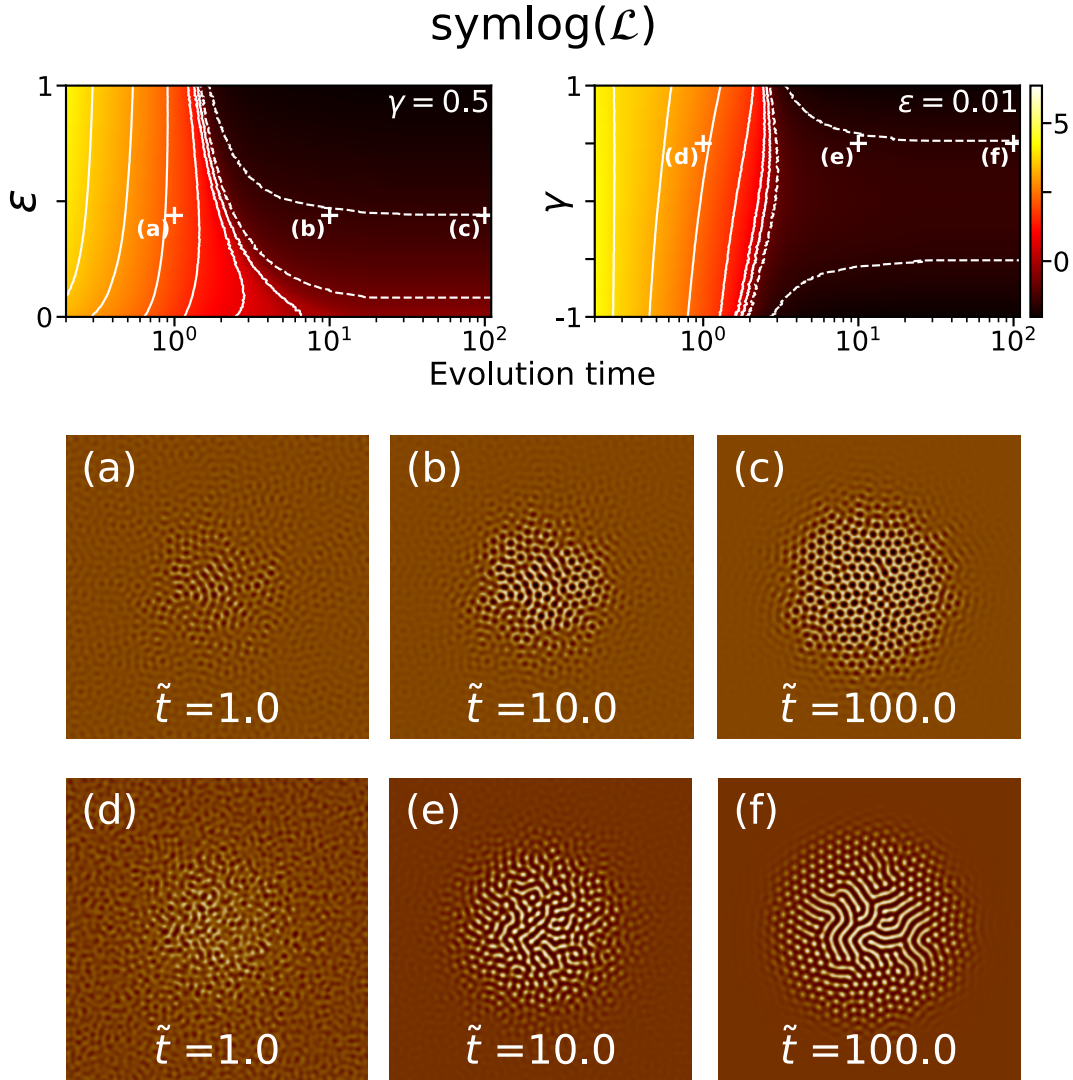 symlog(ℒ)
1
0
ε
γ = 0.5
(a)
(b)
(c)
10⁰
10¹
10²
1
-1
γ
ε = 0.01
(d)
(e)
(f)
10⁰
10¹
10²
5
0
Evolution time
(a)
t̃ =1.0
(b)
t̃ =10.0
(c)
t̃ =100.0
(d)
t̃ =1.0
(e)
t̃ =10.0
(f)
t̃ =100.0